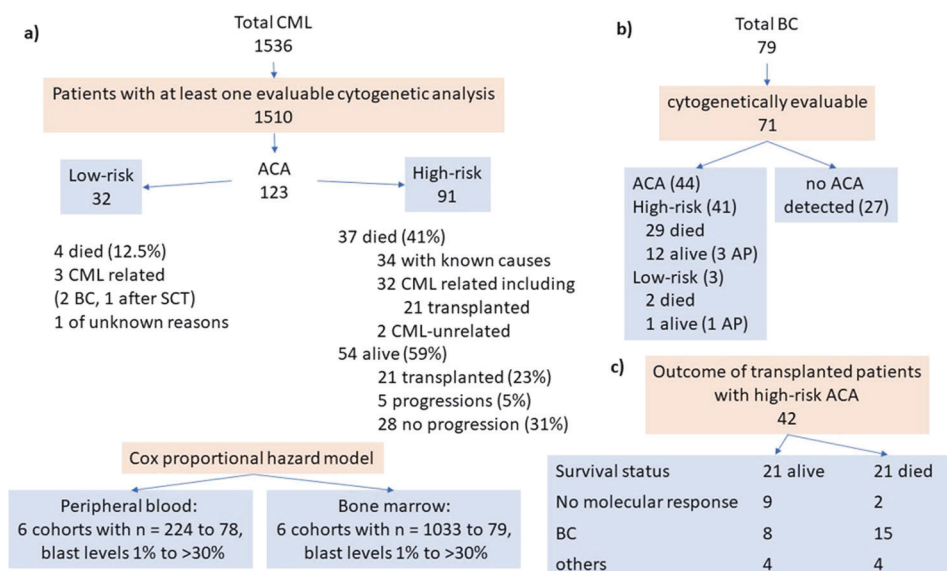 a)
Total CML
1536
Patients with at least one evaluable cytogenetic analysis
1510
Low-risk
32
ACA
123
High-risk
91
4 died (12.5%)
3 CML related
(2 BC, 1 after SCT)
1 of unknown reasons
37 died (41%)
34 with known causes
32 CML related including
21 transplanted
2 CML-unrelated
54 alive (59%)
21 transplanted (23%)
5 progressions (5%)
28 no progression (31%)
Cox proportional hazard model
Peripheral blood:
6 cohorts with n = 224 to 78,
blast levels 1% to >30%
Bone marrow:
6 cohorts with n = 1033 to 79,
blast levels 1% to >30%
b)
Total BC
79
cytogenetically evaluable
71
ACA (44)
High-risk (41)
29 died
12 alive (3 AP)
Low-risk (3)
2 died
1 alive (1 AP)
no ACA
detected (27)
c)
Outcome of transplanted patients
with high-risk ACA
42
Survival status 21 alive 21 died
No molecular response 9 2
BC 8 15
others 4 4